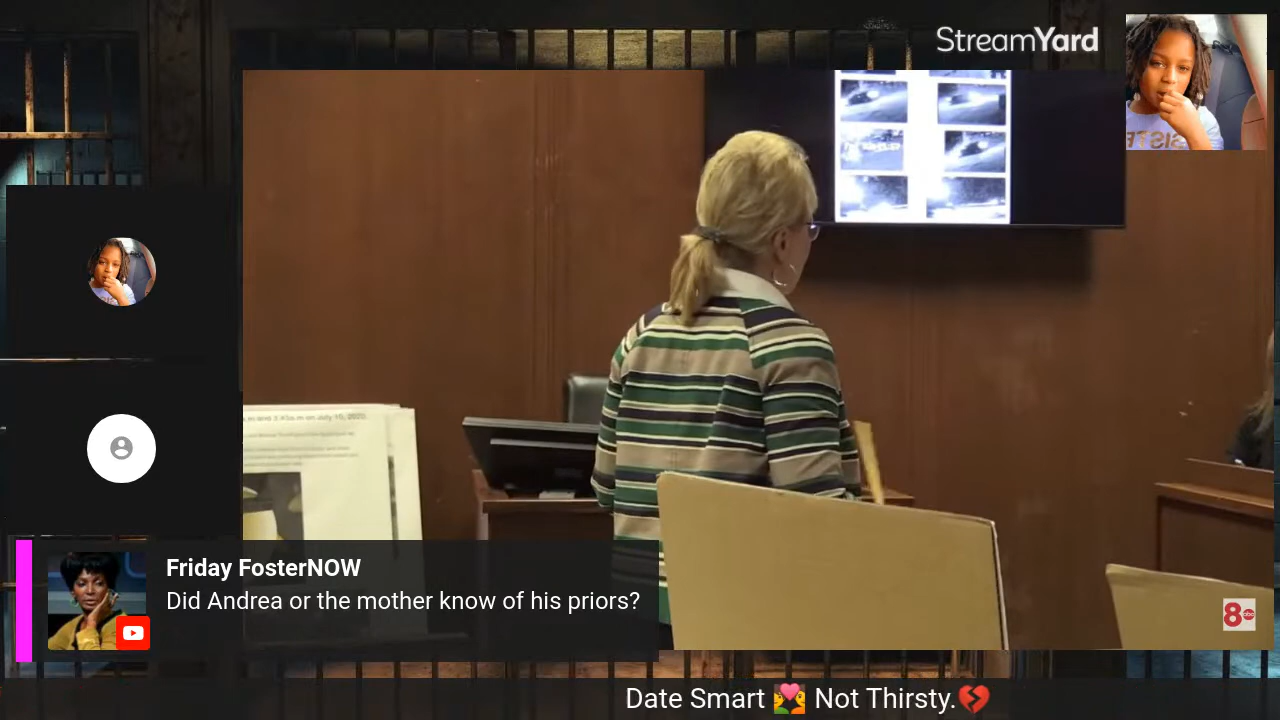 StreamYard
Friday FosterNOW
Did Andrea or the mother know of his priors?
8
Date Smart 💏 Not Thirsty.💔